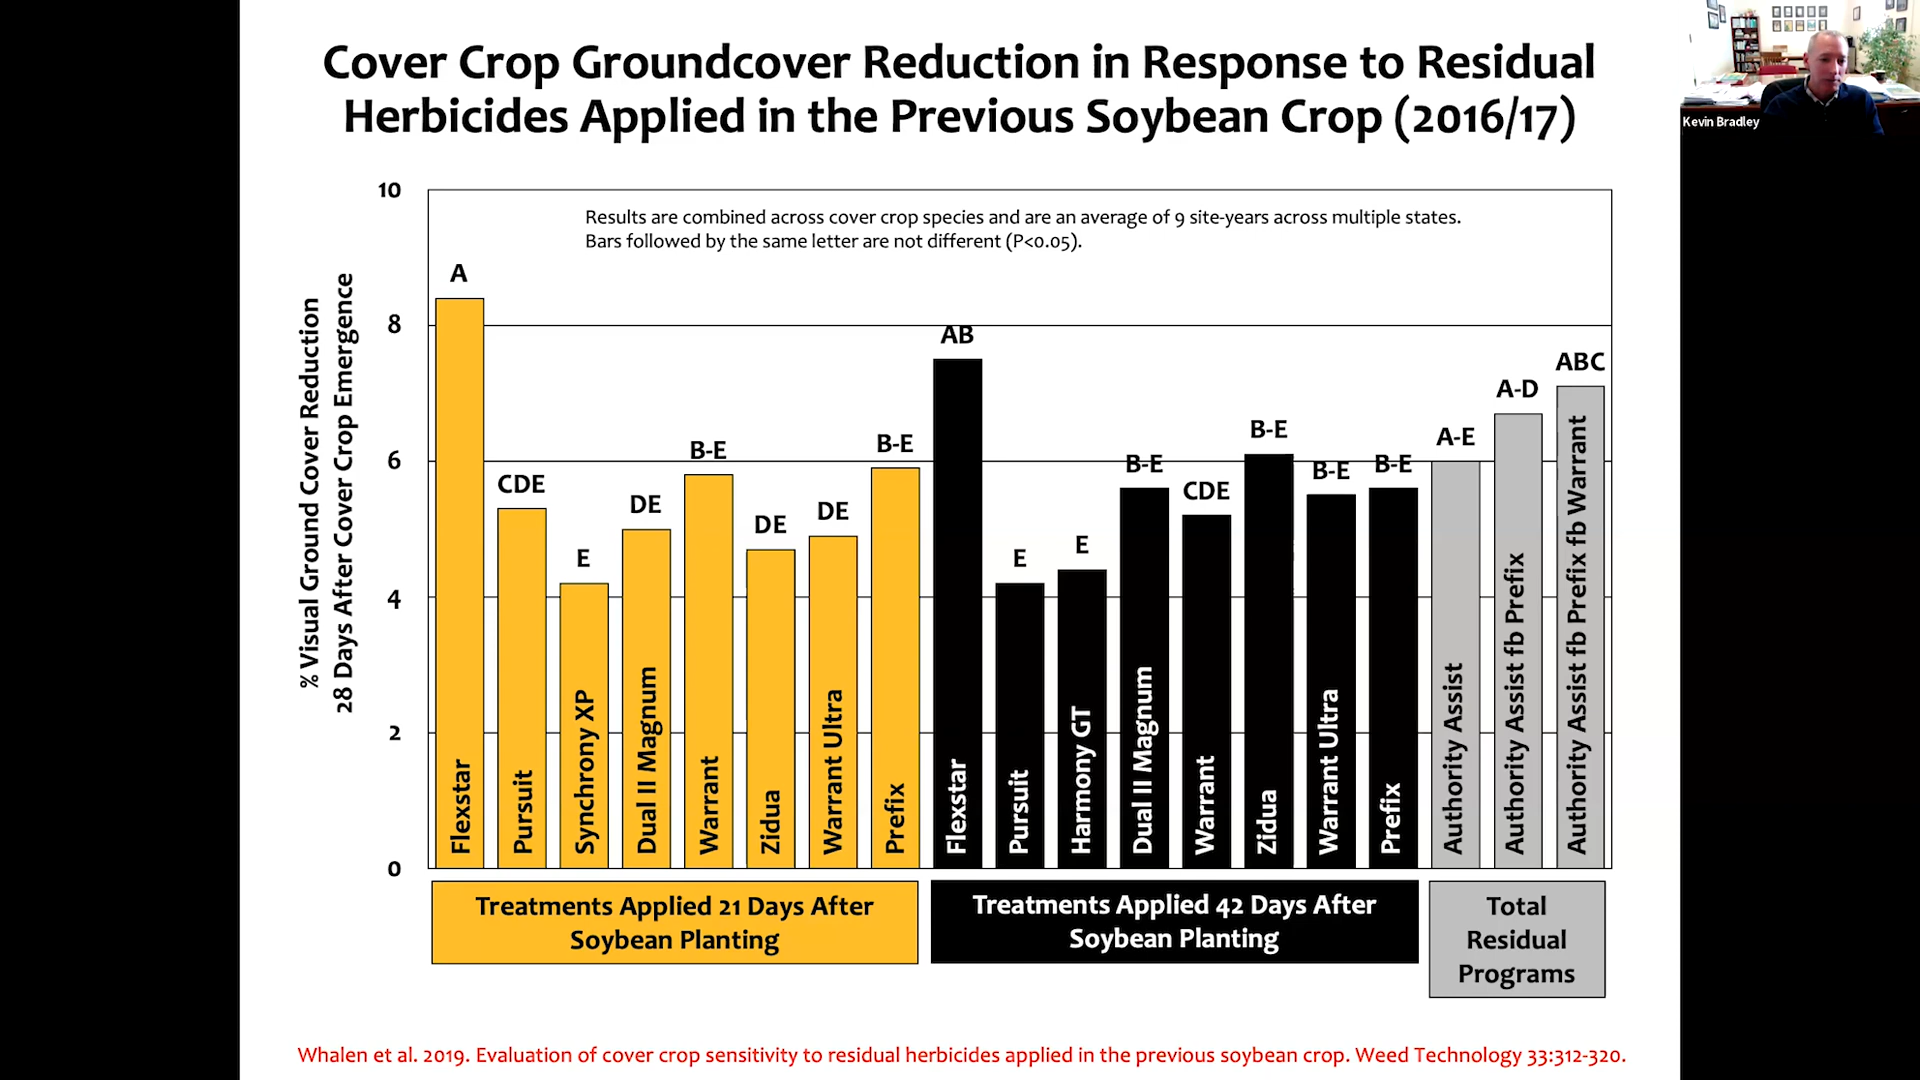 Cover Crop Groundcover Reduction in Response to Residual
Herbicides Applied in the Previous Soybean Crop (2016/17)
Kevin Bradley
% Visual Ground Cover Reduction
28 Days After Cover Crop Emergence
10
8
6
4
2
0
Results are combined across cover crop species and are an average of 9 site-years across multiple states.
Bars followed by the same letter are not different (P<0.05).
A
CDE
E
DE
B-E
DE
DE
B-E
AB
E
E
B-E
CDE
B-E
B-E
B-E
A-E
A-D
ABC
Flexstar
Pursuit
Synchrony XP
Dual II Magnum
Warrant
Zidua
Warrant Ultra
Prefix
Flexstar
Pursuit
Harmony GT
Dual II Magnum
Warrant
Zidua
Warrant Ultra
Prefix
Authority Assist
Authority Assist fb Prefix
Authority Assist fb Prefix fb Warrant
Treatments Applied 21 Days After
Soybean Planting
Treatments Applied 42 Days After
Soybean Planting
Total
Residual
Programs
Whalen et al. 2019. Evaluation of cover crop sensitivity to residual herbicides applied in the previous soybean crop. Weed Technology 33:312-320.